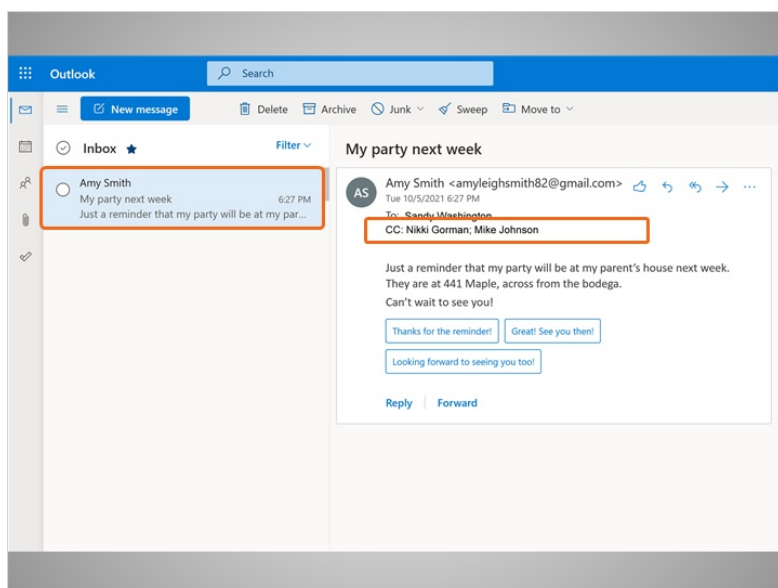 Outlook
Search
New message
Delete
Archive
Junk
Sweep
Move to
Inbox
Filter
Amy Smith
My party next week
6:27 PM
Just a reminder that my party will be at my par...
My party next week
AS
Amy Smith <amyleighsmith82@gmail.com>
Tue 10/5/2021 6:27 PM
To: Sandy Washington
CC: Nikki Gorman; Mike Johnson
Just a reminder that my party will be at my parent's house next week.
They are at 441 Maple, across from the bodega.
Can't wait to see you!
Thanks for the reminder!
Great! See you then!
Looking forward to seeing you too!
Reply
Forward